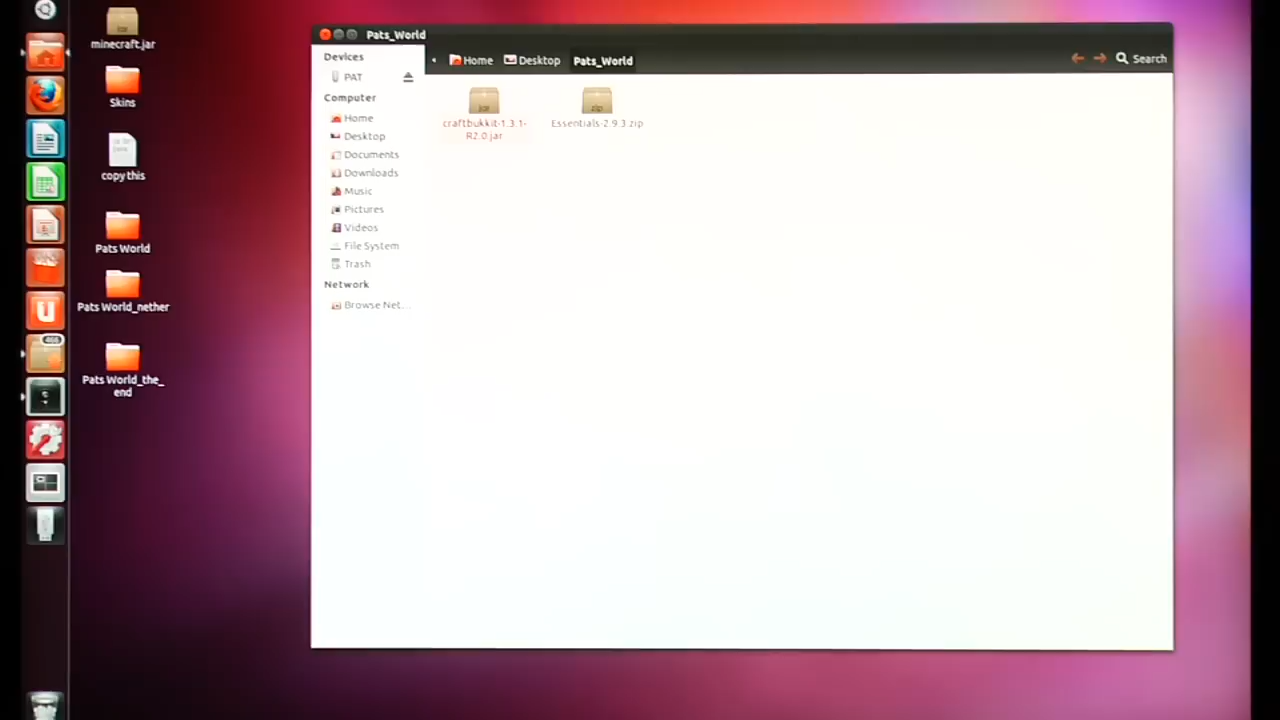 minecraft.jar
Skins
copy this
Pats World
Pats World_nether
Pats World_the_
end
Pats_World
Devices
PAT
Computer
Home
Desktop
Documents
Downloads
Music
Pictures
Videos
File System
Trash
Network
Browse Net...
Home
Desktop
Pats_World
Search
craftbukkit-1.3.1-
R2.0.jar
Essentials-2.9.3.zip
jar
zip